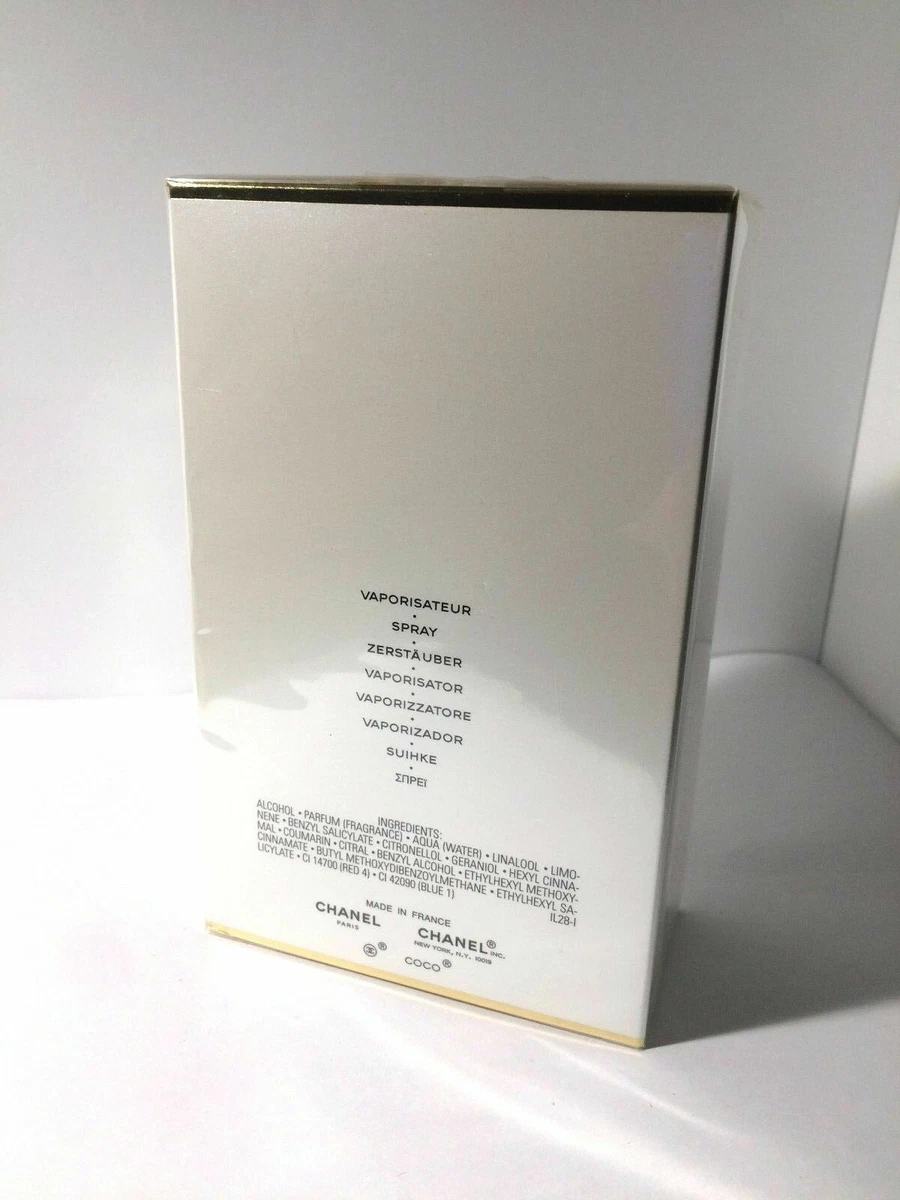 VAPORISATEUR
•
SPRAY
•
ZERSTÄUBER
•
VAPORISATOR
•
VAPORIZZATORE
•
VAPORIZADOR
•
SUIHKE
•
ΣΠΡΕΪ
INGREDIENTS:
ALCOHOL • PARFUM (FRAGRANCE) • AQUA (WATER) • LINALOOL • LIMO-
NENE • BENZYL SALICYLATE • CITRONELLOL • GERANIOL • HEXYL CINNA-
MAL • COUMARIN • CITRAL • BENZYL ALCOHOL • ETHYLHEXYL METHOXY-
CINNAMATE • BUTYL METHOXYDIBENZOYLMETHANE • ETHYLHEXYL SA-
LICYLATE • CI 14700 (RED 4) • CI 42090 (BLUE 1)
IL28-I
MADE IN FRANCE
CHANEL
PARIS
CHANEL® INC.
NEW YORK, N.Y. 10019
®
COCO®